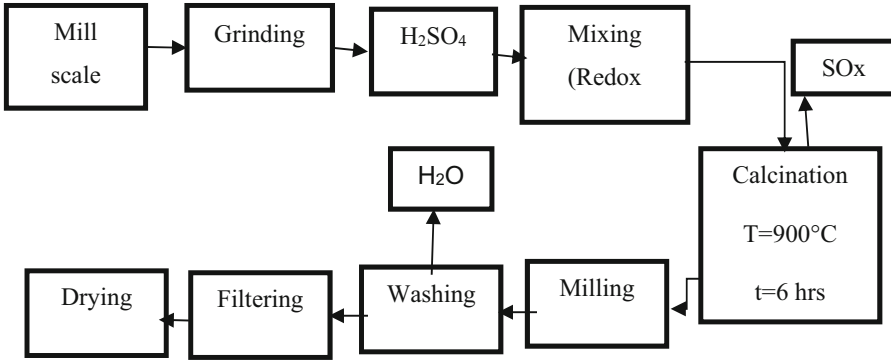 Mill
scale
Grinding
H₂SO₄
Mixing
(Redox
SOx
Calcination
T=900°C
t=6 hrs
H₂O
Milling
Washing
Filtering
Drying